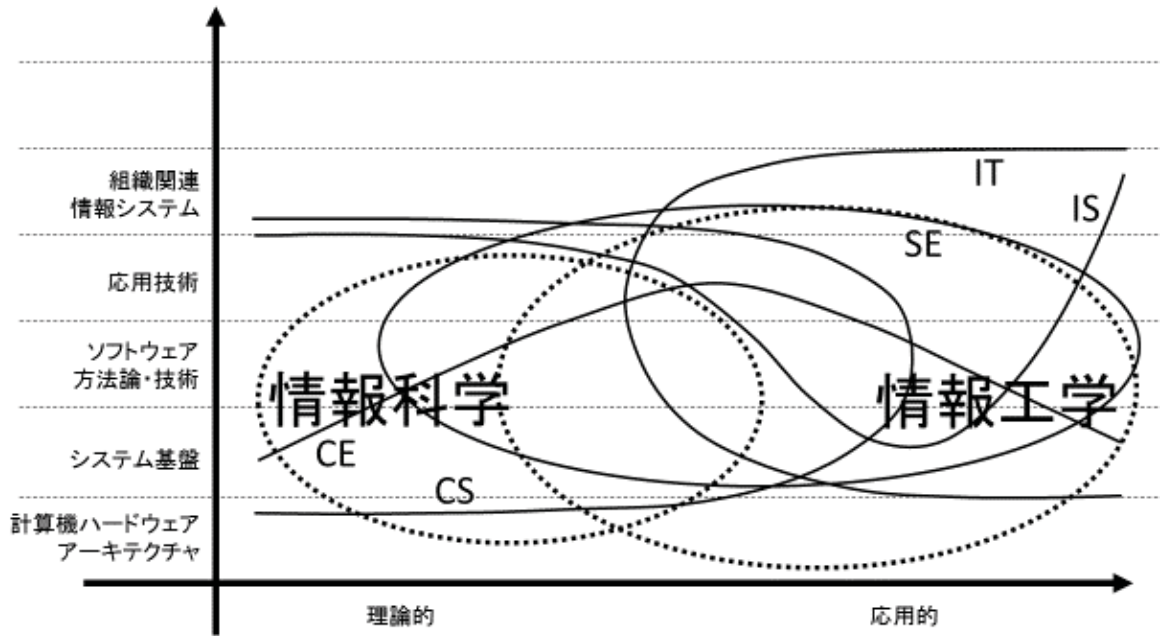 組織関連
情報システム
応用技術
ソフトウェア
方法論・技術
システム基盤
計算機ハードウェア
アーキテクチャ
IT
IS
SE
情報科学
情報工学
CE
CS
理論的
応用的